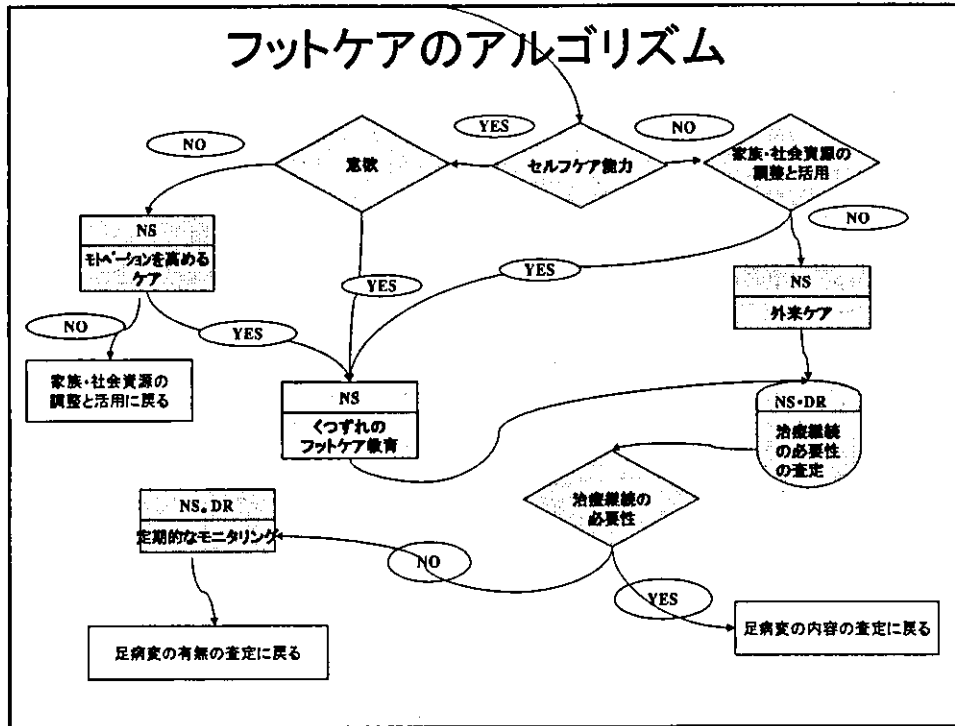 フットケアのアルゴリズム
NO
YES
NO
意欲
セルフケア能力
家族・社会資源の
調整と活用
NS
モトベーションを高める
ケア
NO
YES
YES
YES
NO
NS
外来ケア
家族・社会資源の
調整と活用に戻る
NS
くつずれの
フットケア教育
NS・DR
治療継続
の必要性
の査定
治療継続の
必要性
NS。DR
定期的なモニタリング
NO
YES
足病変の有無の査定に戻る
足病変の内容の査定に戻る